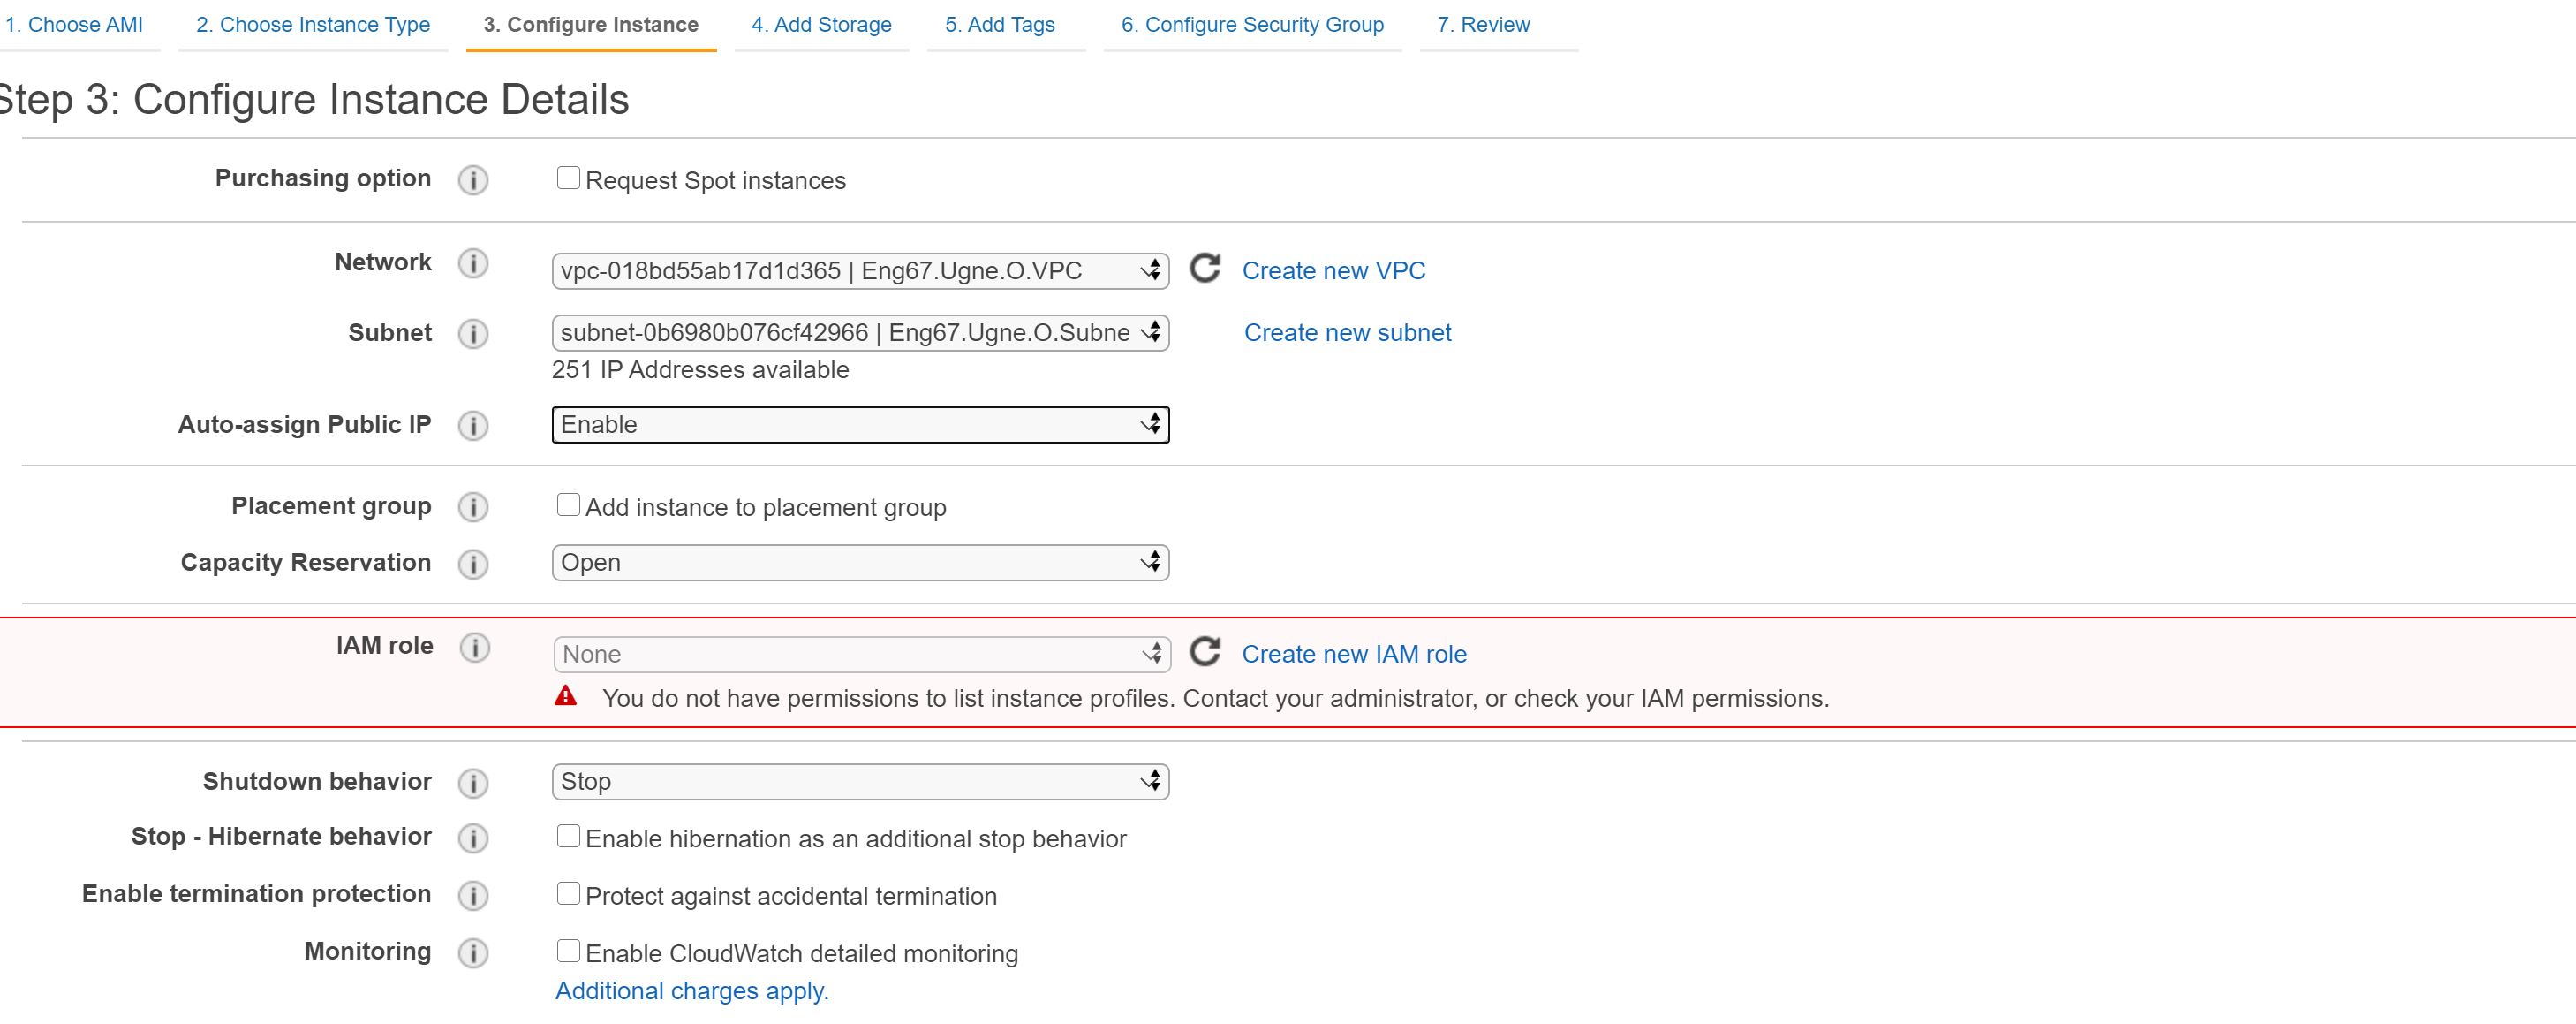 1. Choose AMI 2. Choose Instance Type 3. Configure Instance 4. Add Storage 5. Add Tags 6. Configure Security Group 7. Review
Step 3: Configure Instance Details
Purchasing option Request Spot instances
Network vpc-018bd55ab17d1d365 | Eng67.Ugne.O.VPC Create new VPC
Subnet subnet-0b6980b076cf42966 | Eng67.Ugne.O.Subne Create new subnet
251 IP Addresses available
Auto-assign Public IP Enable
Placement group Add instance to placement group
Capacity Reservation Open
IAM role None Create new IAM role
You do not have permissions to list instance profiles. Contact your administrator, or check your IAM permissions.
Shutdown behavior Stop
Stop - Hibernate behavior Enable hibernation as an additional stop behavior
Enable termination protection Protect against accidental termination
Monitoring Enable CloudWatch detailed monitoring
Additional charges apply.